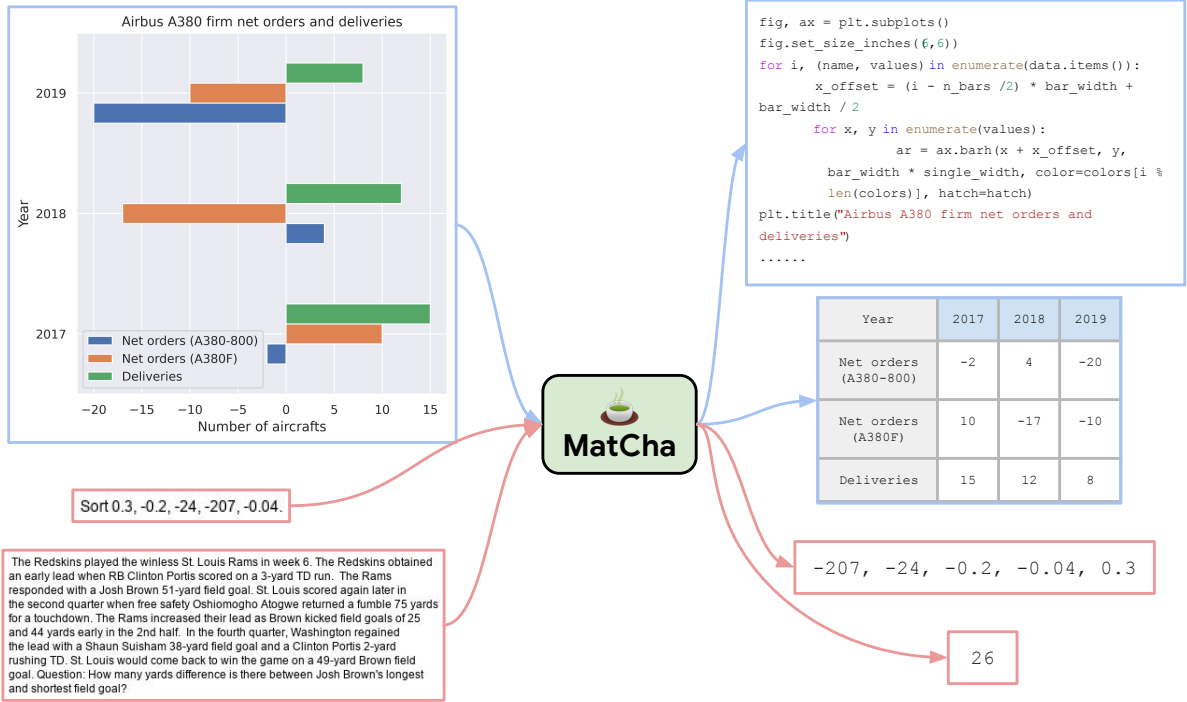 Airbus A380 firm net orders and deliveries
2019
2018
2017
Year
Net orders (A380-800)
Net orders (A380F)
Deliveries
−20 −15 −10 −5 0 5 10 15
Number of aircrafts
Sort 0.3, -0.2, -24, -207, -0.04.
The Redskins played the winless St. Louis Rams in week 6. The Redskins obtained
an early lead when RB Clinton Portis scored on a 3-yard TD run. The Rams
responded with a Josh Brown 51-yard field goal. St. Louis scored again later in
the second quarter when free safety Oshiomogho Atogwe returned a fumble 75 yards
for a touchdown. The Rams increased their lead as Brown kicked field goals of 25
and 44 yards early in the 2nd half. In the fourth quarter, Washington regained
the lead with a Shaun Suisham 38-yard field goal and a Clinton Portis 2-yard
rushing TD. St. Louis would come back to win the game on a 49-yard Brown field
goal. Question: How many yards difference is there between Josh Brown's longest
and shortest field goal?
MatCha
fig, ax = plt.subplots()
fig.set_size_inches((6,6))
for i, (name, values) in enumerate(data.items()):
x_offset = (i - n_bars /2) * bar_width +
bar_width / 2
for x, y in enumerate(values):
ar = ax.barh(x + x_offset, y,
bar_width * single_width, color=colors[i %
len(colors)], hatch=hatch)
plt.title("Airbus A380 firm net orders and
deliveries")
......
Year 2017 2018 2019
Net orders (A380-800) -2 4 -20
Net orders (A380F) 10 -17 -10
Deliveries 15 12 8
-207, -24, -0.2, -0.04, 0.3
26